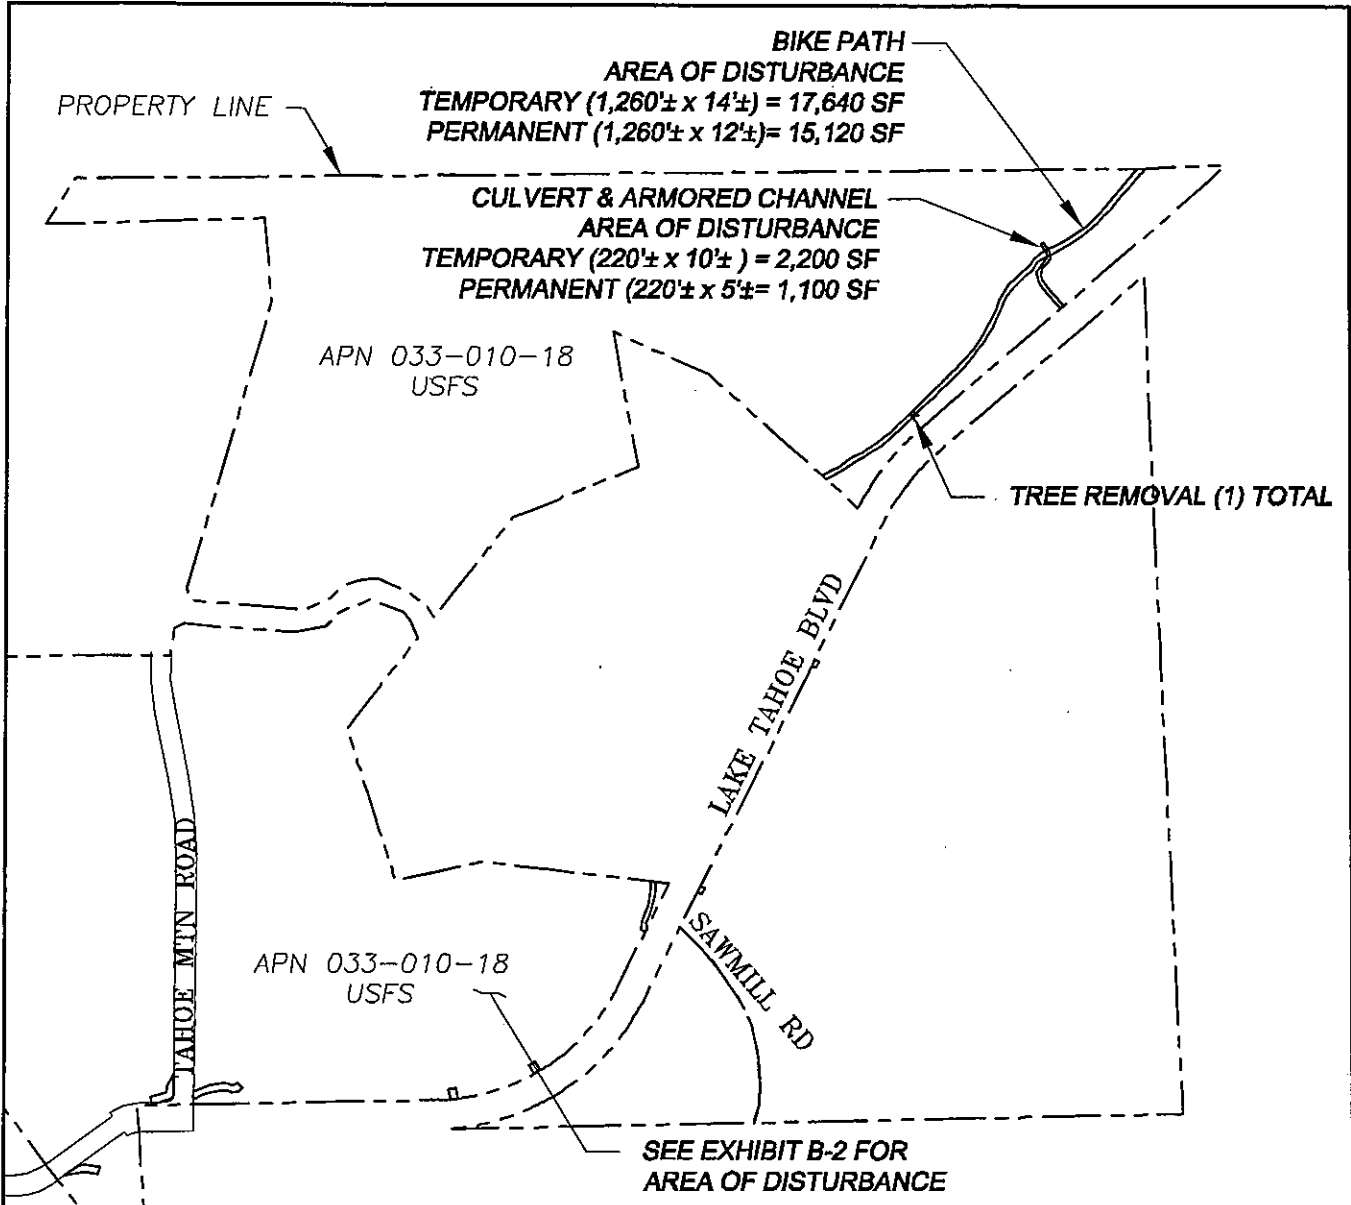 BIKE PATH
AREA OF DISTURBANCE
TEMPORARY (1,260'± x 14'±) = 17,640 SF
PERMANENT (1,260'± x 12'±)= 15,120 SF
PROPERTY LINE
CULVERT & ARMORED CHANNEL
AREA OF DISTURBANCE
TEMPORARY (220'± x 10'± ) = 2,200 SF
PERMANENT (220'± x 5'±= 1,100 SF
APN 033-010-18
USFS
TREE REMOVAL (1) TOTAL
LAKE TAHOE BLVD
TAHOE MTN ROAD
SAWMILL RD
APN 033-010-18
USFS
SEE EXHIBIT B-2 FOR
AREA OF DISTURBANCE